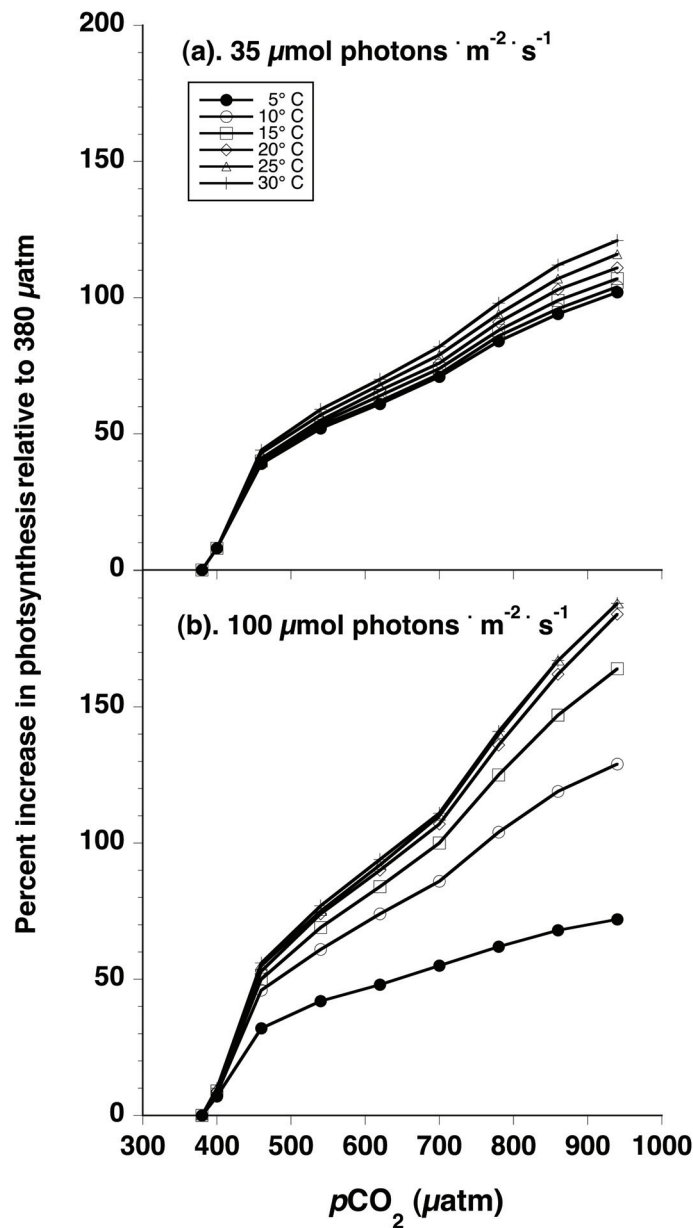 200
(a). 35 µmol photons · m⁻² · s⁻¹
5° C
10° C
15° C
20° C
25° C
30° C
150
100
50
0
Percent increase in photsynthesis relative to 380 µatm
(b). 100 µmol photons · m⁻² · s⁻¹
150
100
50
0
300 400 500 600 700 800 900 1000
pCO₂ (µatm)